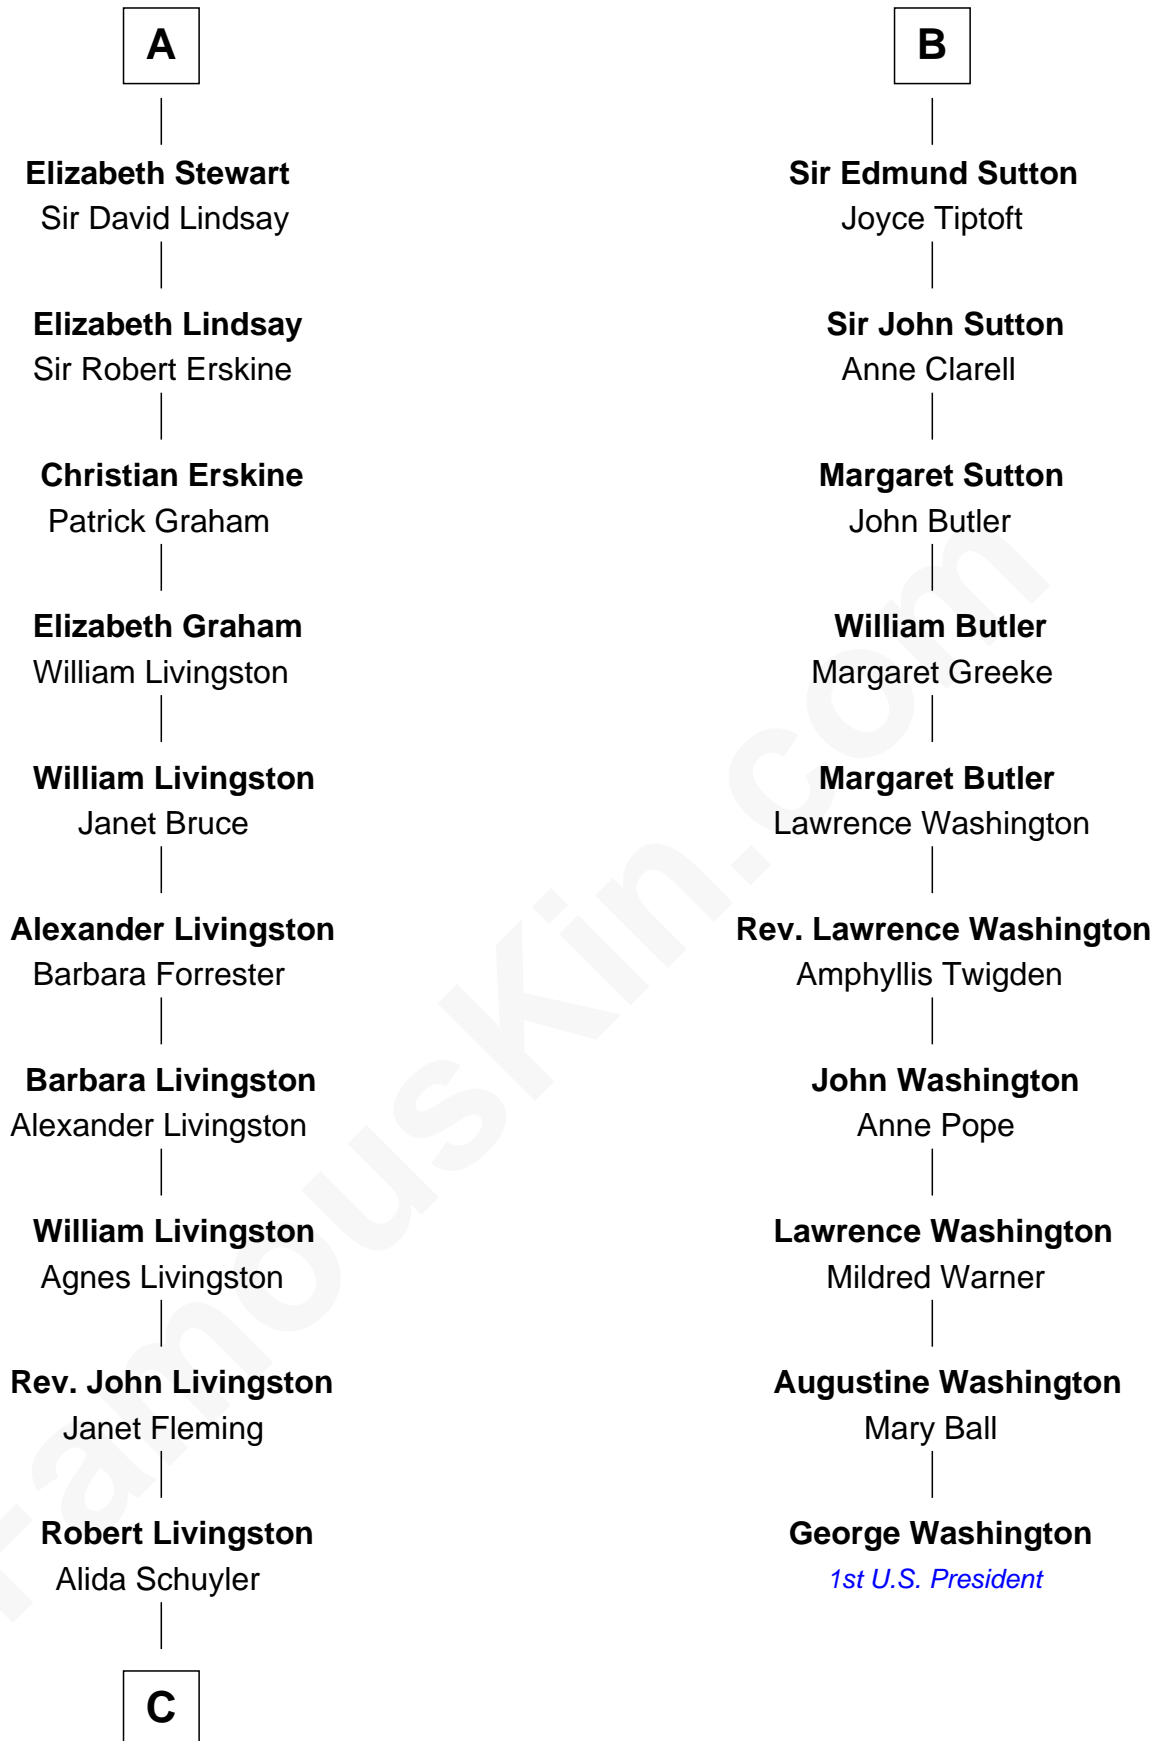 A
Elizabeth Stewart
Sir David Lindsay
Elizabeth Lindsay
Sir Robert Erskine
Christian Erskine
Patrick Graham
Elizabeth Graham
William Livingston
William Livingston
Janet Bruce
Alexander Livingston
Barbara Forrester
Barbara Livingston
Alexander Livingston
William Livingston
Agnes Livingston
Rev. John Livingston
Janet Fleming
Robert Livingston
Alida Schuyler
C
B
Sir Edmund Sutton
Joyce Tiptoft
Sir John Sutton
Anne Clarell
Margaret Sutton
John Butler
William Butler
Margaret Greeke
Margaret Butler
Lawrence Washington
Rev. Lawrence Washington
Amphyllis Twigden
John Washington
Anne Pope
Lawrence Washington
Mildred Warner
Augustine Washington
Mary Ball
George Washington
1st U.S. President
FamousKin.com